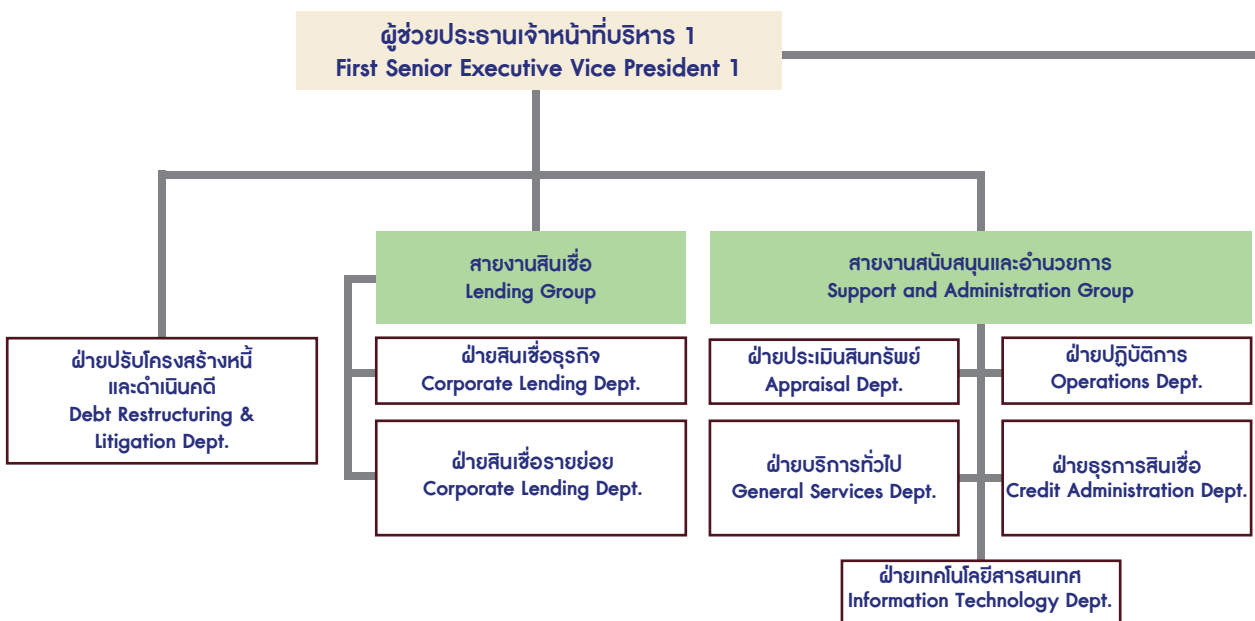 ผู้ช่วยประธานเจ้าหน้าที่บริหาร 1
First Senior Executive Vice President 1
สายงานสินเชื่อ
Lending Group
สายงานสนับสนุนและอำนวยการ
Support and Administration Group
ฝ่ายปรับโครงสร้างหนี้
และดำเนินคดี
Debt Restructuring &
Litigation Dept.
ฝ่ายสินเชื่อธุรกิจ
Corporate Lending Dept.
ฝ่ายประเมินสินทรัพย์
Appraisal Dept.
ฝ่ายปฏิบัติการ
Operations Dept.
ฝ่ายสินเชื่อรายย่อย
Corporate Lending Dept.
ฝ่ายบริการทั่วไป
General Services Dept.
ฝ่ายธุรการสินเชื่อ
Credit Administration Dept.
ฝ่ายเทคโนโลยีสารสนเทศ
Information Technology Dept.